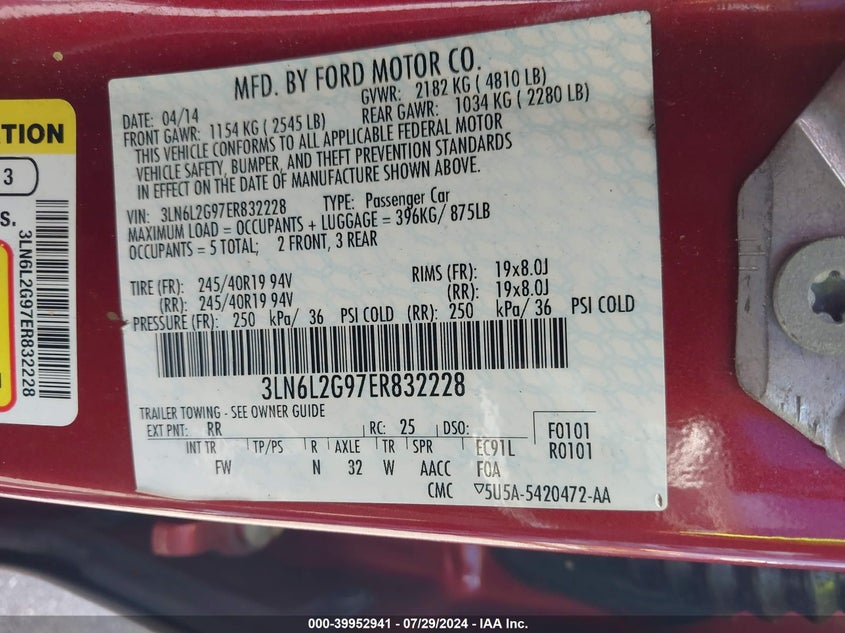 MFD. BY FORD MOTOR CO.
DATE: 04/14 GVWR: 2182 KG ( 4810 LB)
FRONT GAWR: 1154 KG ( 2545 LB) REAR GAWR: 1034 KG ( 2280 LB)
THIS VEHICLE CONFORMS TO ALL APPLICABLE FEDERAL MOTOR
VEHICLE SAFETY, BUMPER, AND THEFT PREVENTION STANDARDS
IN EFFECT ON THE DATE OF MANUFACTURE SHOWN ABOVE.
VIN: 3LN6L2G97ER832228 TYPE: Passenger Car
MAXIMUM LOAD = OCCUPANTS + LUGGAGE = 396KG/ 875LB
OCCUPANTS = 5 TOTAL; 2 FRONT, 3 REAR
TIRE (FR): 245/40R19 94V RIMS (FR): 19x8.0J
(RR): 245/40R19 94V (RR): 19x8.0J
PRESSURE (FR): 250 kPa/ 36 PSI COLD (RR): 250 kPa/ 36 PSI COLD
3LN6L2G97ER832228
TRAILER TOWING - SEE OWNER GUIDE
EXT PNT: RR RC: 25 DSO: F0101
INT TR TP/PS R AXLE TR SPR EC91L R0101
FW N 32 W AACC F0A
CMC ▽5U5A-5420472-AA
3
S.
3LN6L2G97ER832228
000-39952941 - 07/29/2024 - IAA Inc.